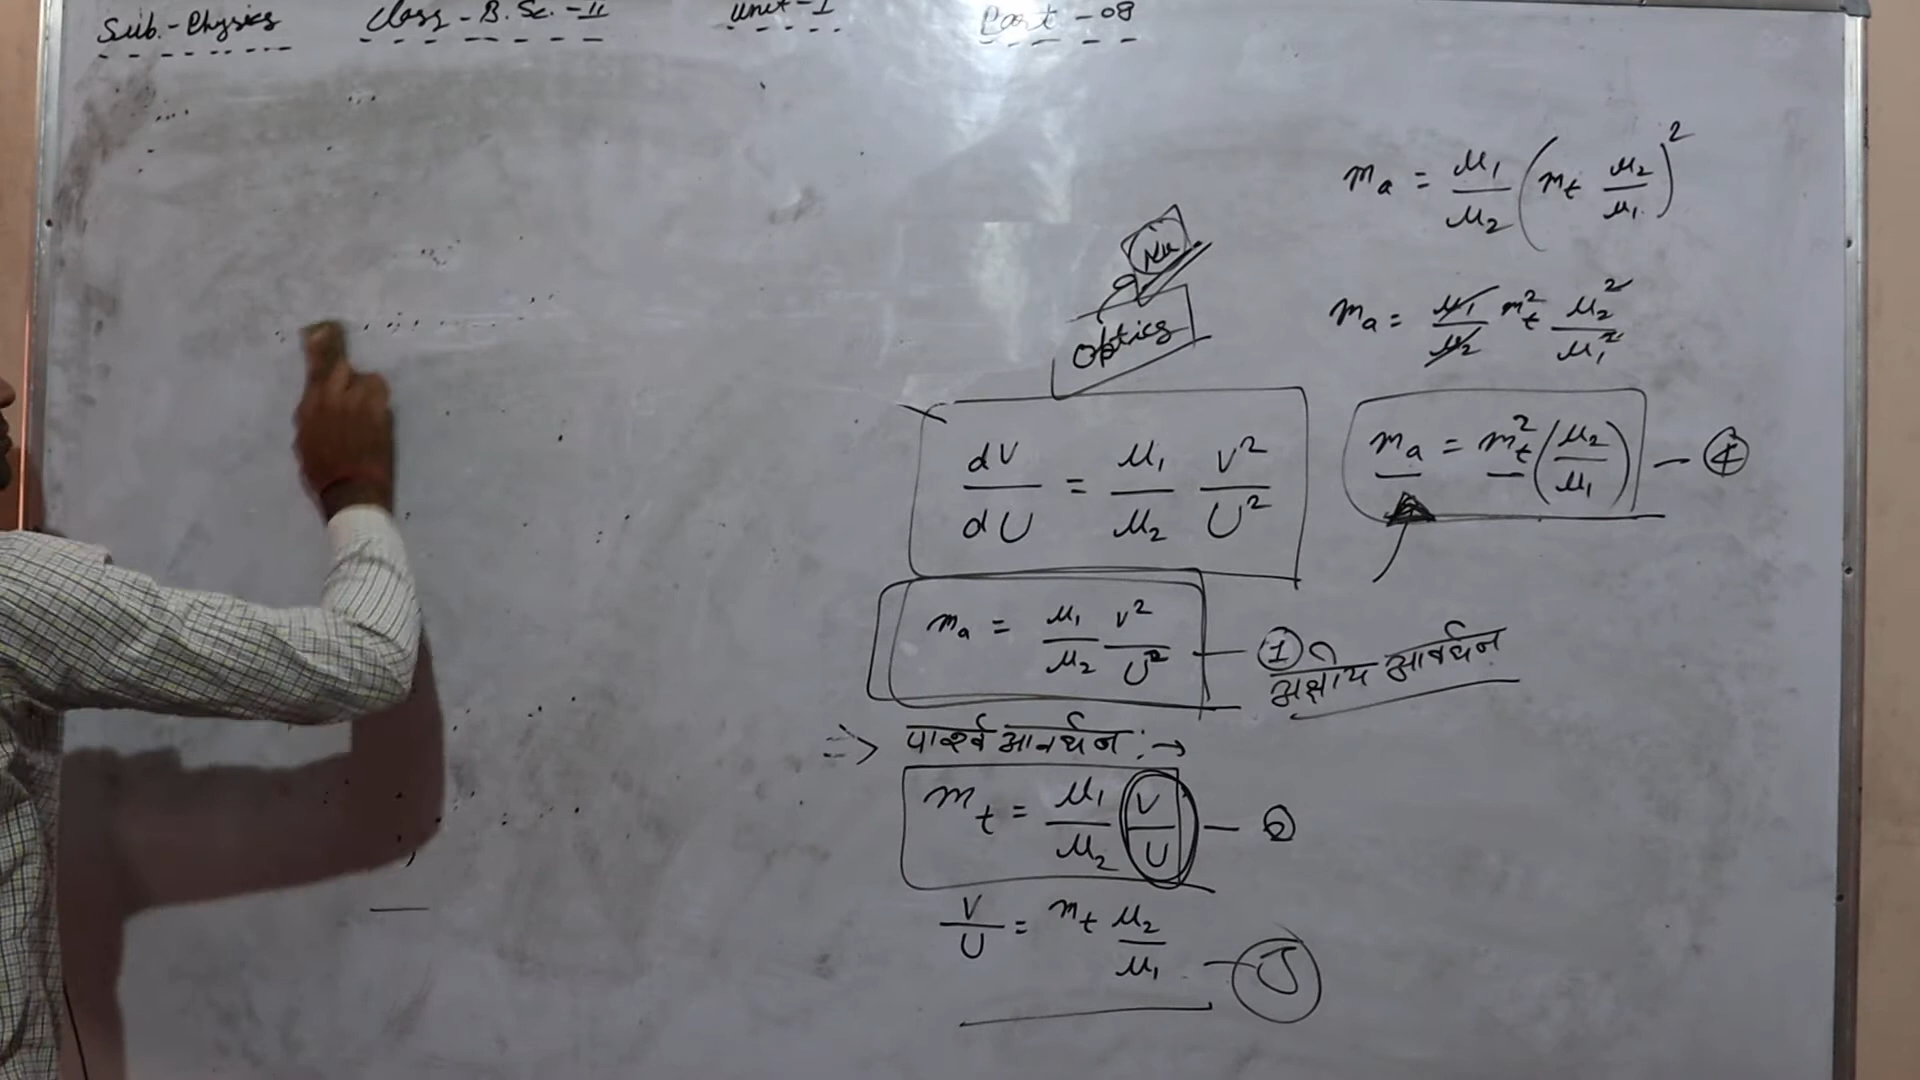 Sub.-Physics Class-B.Sc.-II Unit-I Part-08
Optics
dV/dU = μ₁/μ₂ V²/U²
mₐ = μ₁/μ₂ V²/U² — ①
अक्षीय आवर्धन
=> पार्श्व आवर्धन :→
mₜ = μ₁/μ₂ (V/U) — ②
V/U = mₜ μ₂/μ₁ — ③
mₐ = μ₁/μ₂ (mₜ μ₂/μ₁)²
mₐ = μ₁/μ₂ mₜ² μ₂²/μ₁²
mₐ = mₜ² (μ₂/μ₁) — ④